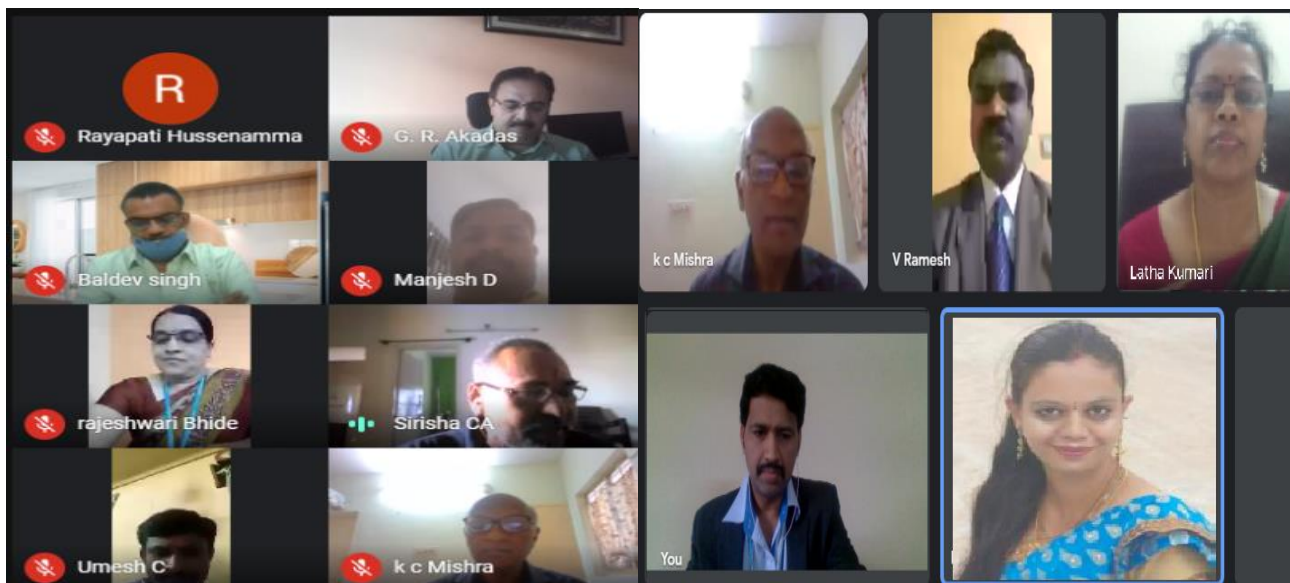 R
Rayapati Hussenamma
G. R. Akadas
Baldev singh
Manjesh D
rajeshwari Bhide
Sirisha CA
Umesh C
k c Mishra
k c Mishra
V Ramesh
Latha Kumari
You